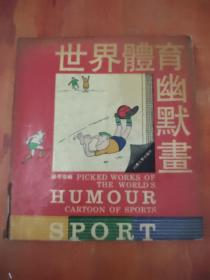 世界體育
幽默畫
PICKED WORKS OF
THE WORLD'S
HUMOUR
CARTOON OF SPORTS
SPORT